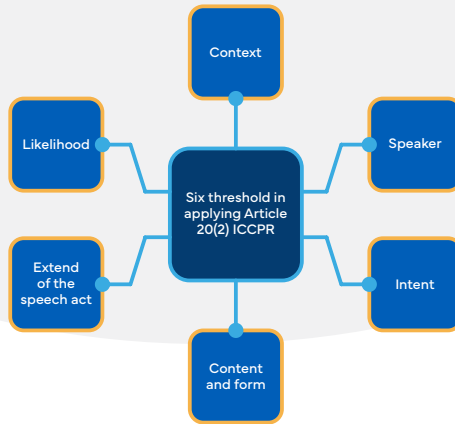 Context
Likelihood
Speaker
Six threshold in
applying Article
20(2) ICCPR
Extend
of the
speech act
Intent
Content
and form